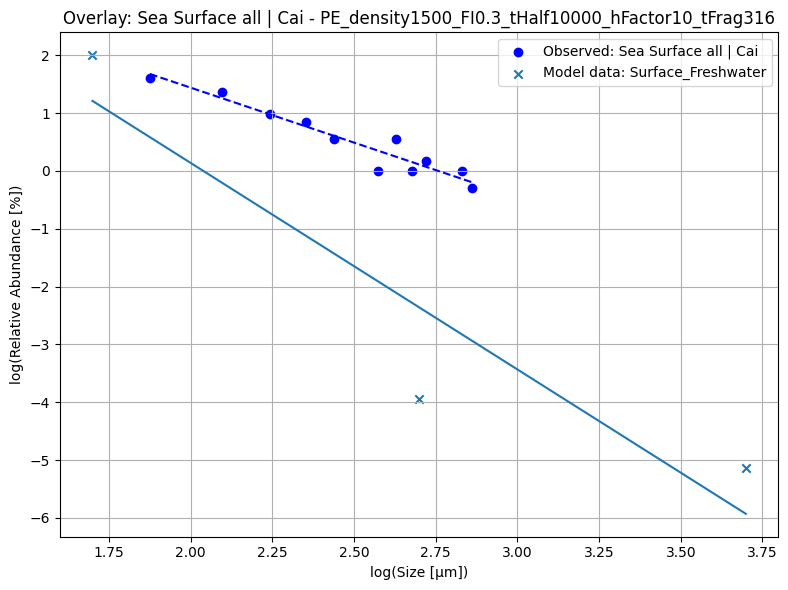 Overlay: Sea Surface all | Cai - PE_density1500_FI0.3_tHalf10000_hFactor10_tFrag316
Observed: Sea Surface all | Cai
Model data: Surface_Freshwater
log(Relative Abundance [%])
2
1
0
−1
−2
−3
−4
−5
−6
1.75 2.00 2.25 2.50 2.75 3.00 3.25 3.50 3.75
log(Size [μm])